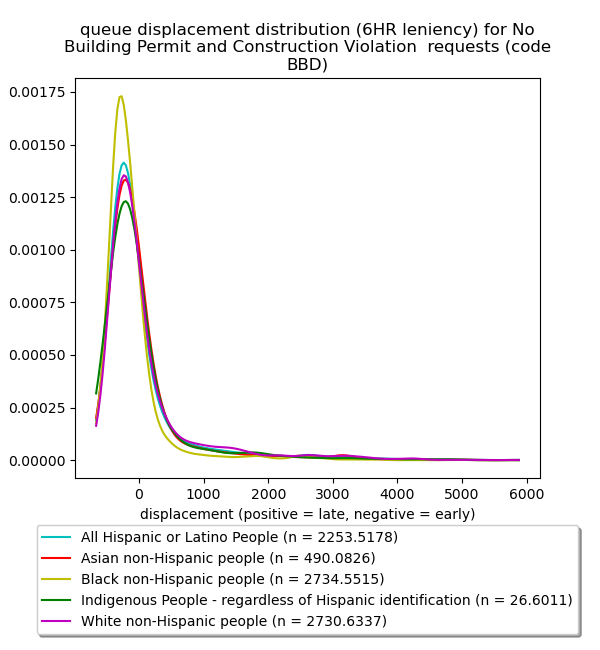 queue displacement distribution (6HR leniency) for No
Building Permit and Construction Violation  requests (code
BBD)
0.00175
0.00150
0.00125
0.00100
0.00075
0.00050
0.00025
0.00000
0 1000 2000 3000 4000 5000 6000
displacement (positive = late, negative = early)
All Hispanic or Latino People (n = 2253.5178)
Asian non-Hispanic people (n = 490.0826)
Black non-Hispanic people (n = 2734.5515)
Indigenous People - regardless of Hispanic identification (n = 26.6011)
White non-Hispanic people (n = 2730.6337)